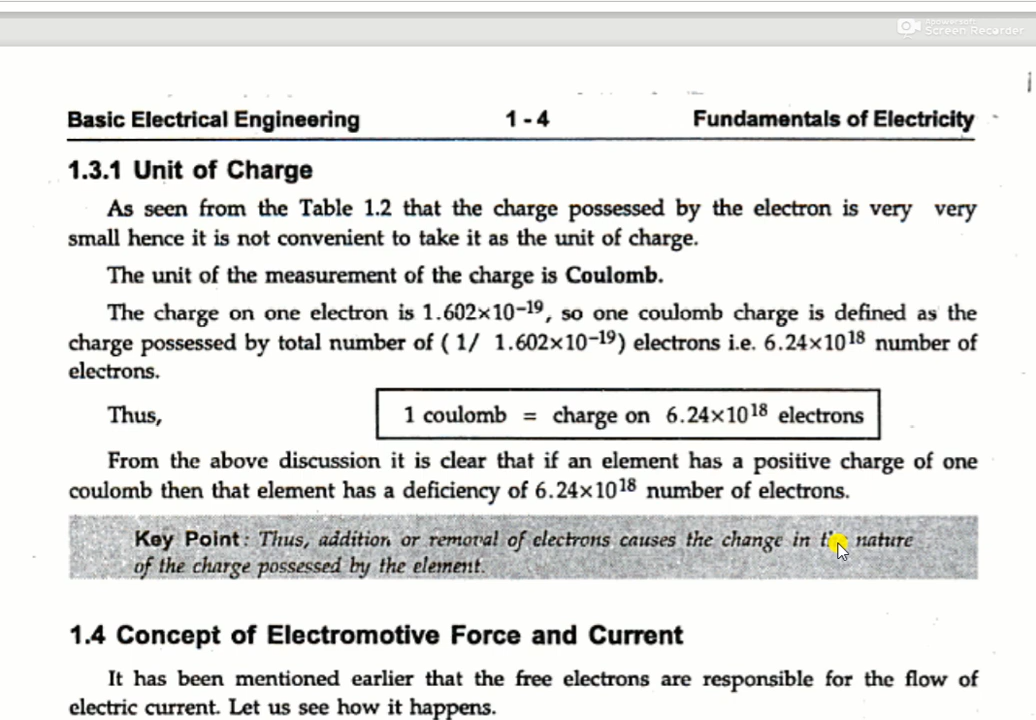 Apowersoft
Screen Recorder
Basic Electrical Engineering 1 - 4 Fundamentals of Electricity
1.3.1 Unit of Charge
As seen from the Table 1.2 that the charge possessed by the electron is very very
small hence it is not convenient to take it as the unit of charge.
The unit of the measurement of the charge is Coulomb.
The charge on one electron is 1.602×10⁻¹⁹, so one coulomb charge is defined as the
charge possessed by total number of ( 1/ 1.602×10⁻¹⁹) electrons i.e. 6.24×10¹⁸ number of
electrons.
Thus, 1 coulomb = charge on 6.24×10¹⁸ electrons
From the above discussion it is clear that if an element has a positive charge of one
coulomb then that element has a deficiency of 6.24×10¹⁸ number of electrons.
Key Point : Thus, addition or removal of electrons causes the change in the nature
of the charge possessed by the element.
1.4 Concept of Electromotive Force and Current
It has been mentioned earlier that the free electrons are responsible for the flow of
electric current. Let us see how it happens.